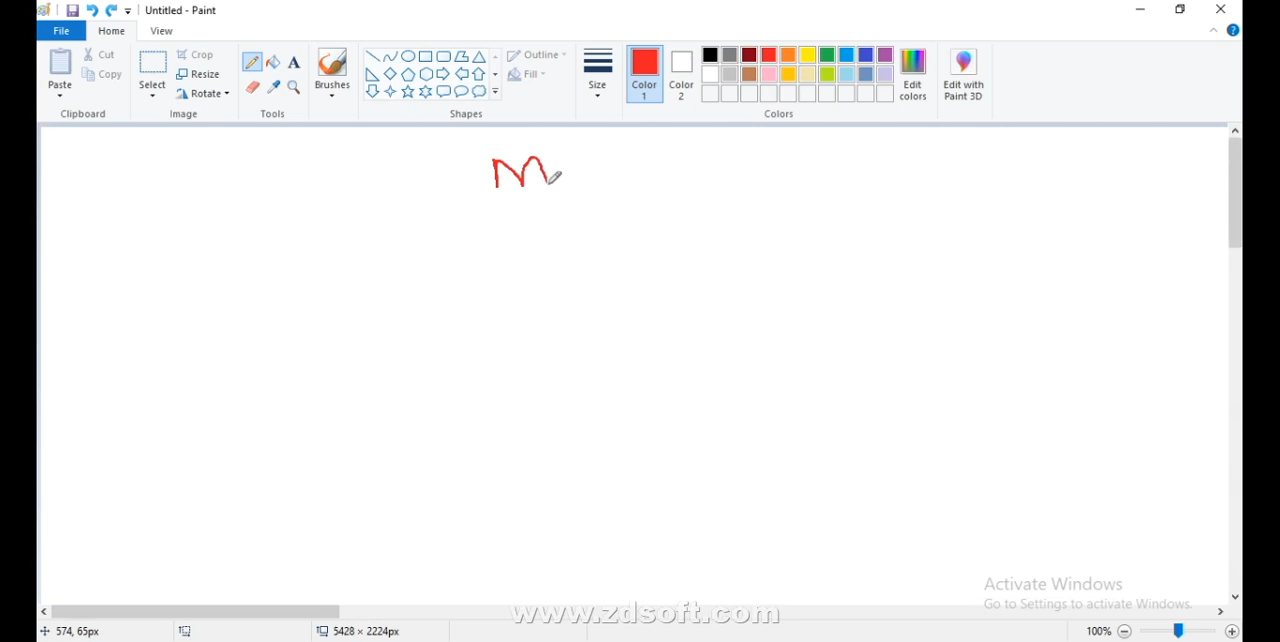 Untitled - Paint
File Home View
Paste
Cut
Copy
Clipboard
Select
Crop
Resize
Rotate
Image
A
Tools
Brushes
Outline
Fill
Shapes
Size
Color
1
Color
2
Edit
colors
Colors
Edit with
Paint 3D
M
Activate Windows
Go to Settings to activate Windows.
www.zdsoft.com
574, 65px
5428 × 2224px
100%